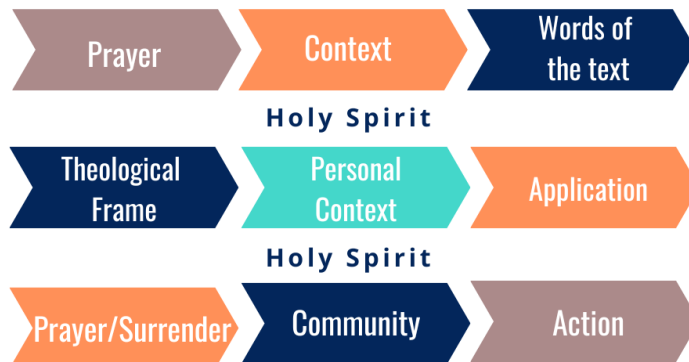 Prayer
Context
Words of
the text
Holy Spirit
Theological
Frame
Personal
Context
Application
Holy Spirit
Prayer/Surrender
Community
Action